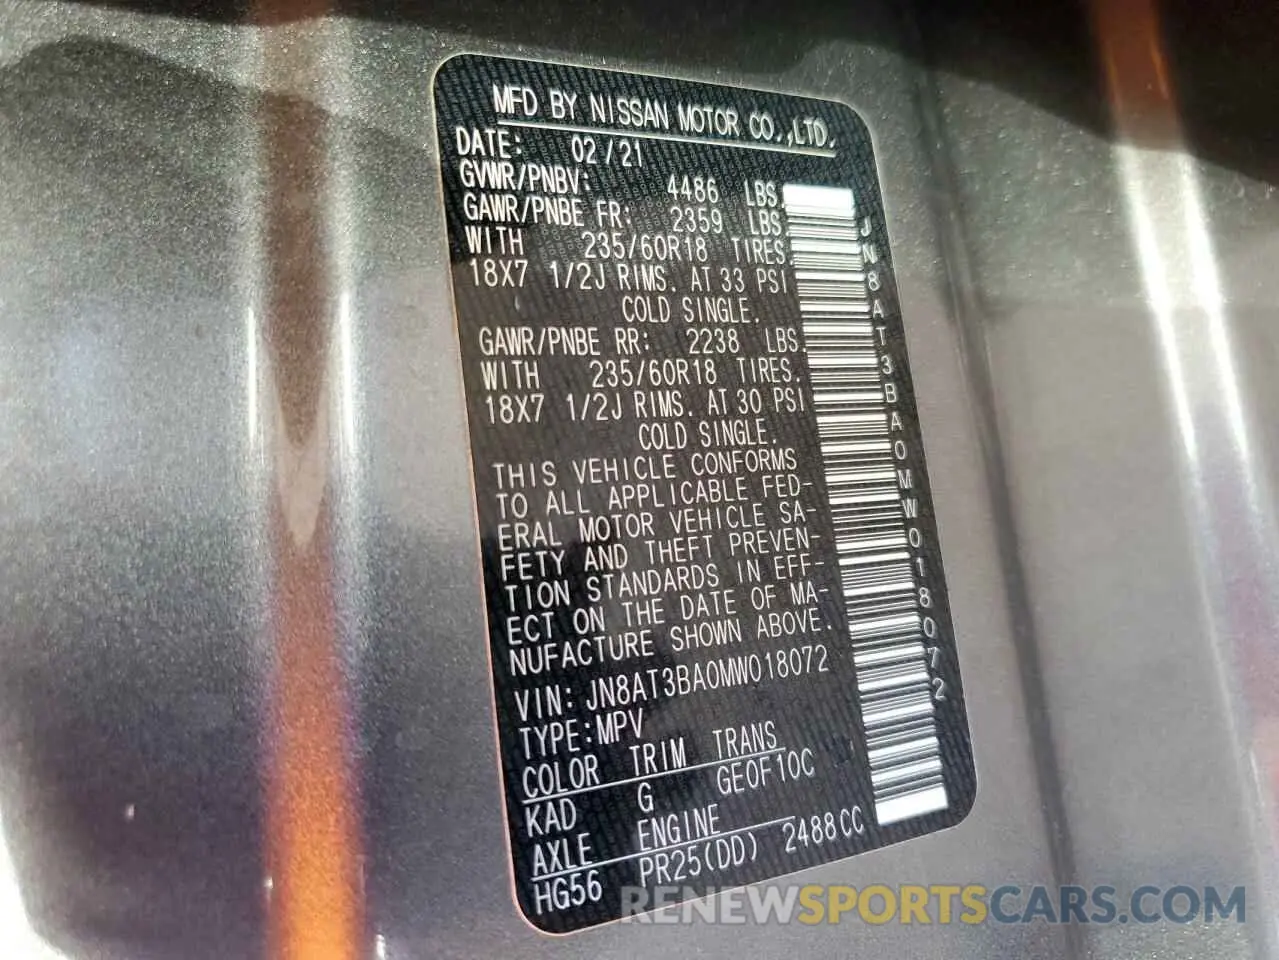 MFD BY NISSAN MOTOR CO.,LTD.
DATE: 02/21
GVWR/PNBV: 4486 LBS.
GAWR/PNBE FR: 2359 LBS
WITH 235/60R18 TIRES.
18X7 1/2J RIMS. AT 33 PSI
COLD SINGLE.
GAWR/PNBE RR: 2238 LBS.
WITH 235/60R18 TIRES.
18X7 1/2J RIMS. AT 30 PSI
COLD SINGLE.
THIS VEHICLE CONFORMS
TO ALL APPLICABLE FED-
ERAL MOTOR VEHICLE SA-
FETY AND THEFT PREVEN-
TION STANDARDS IN EFF-
ECT ON THE DATE OF MA-
NUFACTURE SHOWN ABOVE.
VIN: JN8AT3BA0MW018072
TYPE:MPV
COLOR TRIM TRANS
KAD G GE0F10C
AXLE ENGINE
HG56 PR25(DD) 2488CC
JN8AT3BA0MW018072
RENEWSPORTSCARS.COM